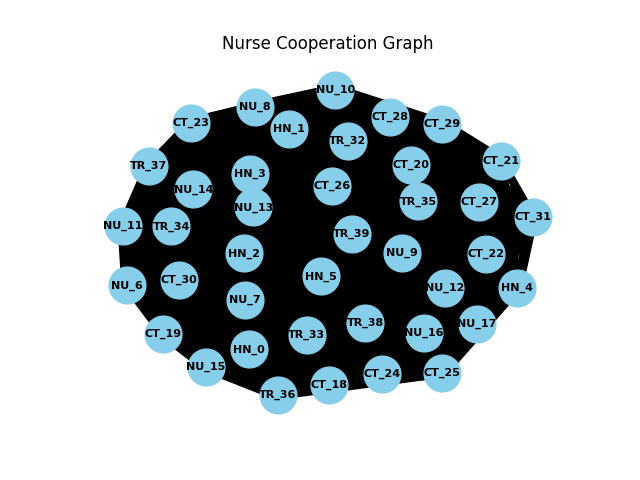 Nurse Cooperation Graph
NU_10
NU_8
CT_28
CT_23
CT_29
HN_1
TR_32
CT_21
CT_20
TR_37
HN_3
CT_26
NU_14
TR_35
CT_27
NU_13
CT_31
NU_11
TR_34
TR_39
HN_2
NU_9
CT_22
HN_5
CT_30
NU_6
NU_12
HN_4
NU_7
TR_38
NU_17
CT_19
TR_33
NU_16
HN_0
NU_15
CT_24
CT_25
CT_18
TR_36